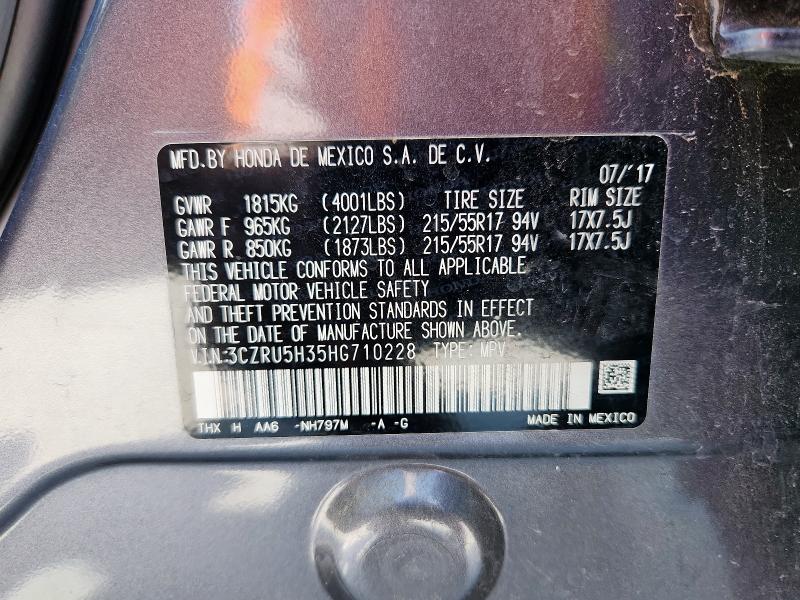 MFD.BY HONDA DE MEXICO S.A. DE C.V.
07/'17
GVWR 1815KG (4001LBS) TIRE SIZE RIM SIZE
GAWR F 965KG (2127LBS) 215/55R17 94V 17X7.5J
GAWR R 850KG (1873LBS) 215/55R17 94V 17X7.5J
THIS VEHICLE CONFORMS TO ALL APPLICABLE
FEDERAL MOTOR VEHICLE SAFETY
AND THEFT PREVENTION STANDARDS IN EFFECT
ON THE DATE OF MANUFACTURE SHOWN ABOVE.
V.I.N:3CZRU5H35HG710228 TYPE: MPV
THX H AA6 -NH797M -A -G MADE IN MEXICO